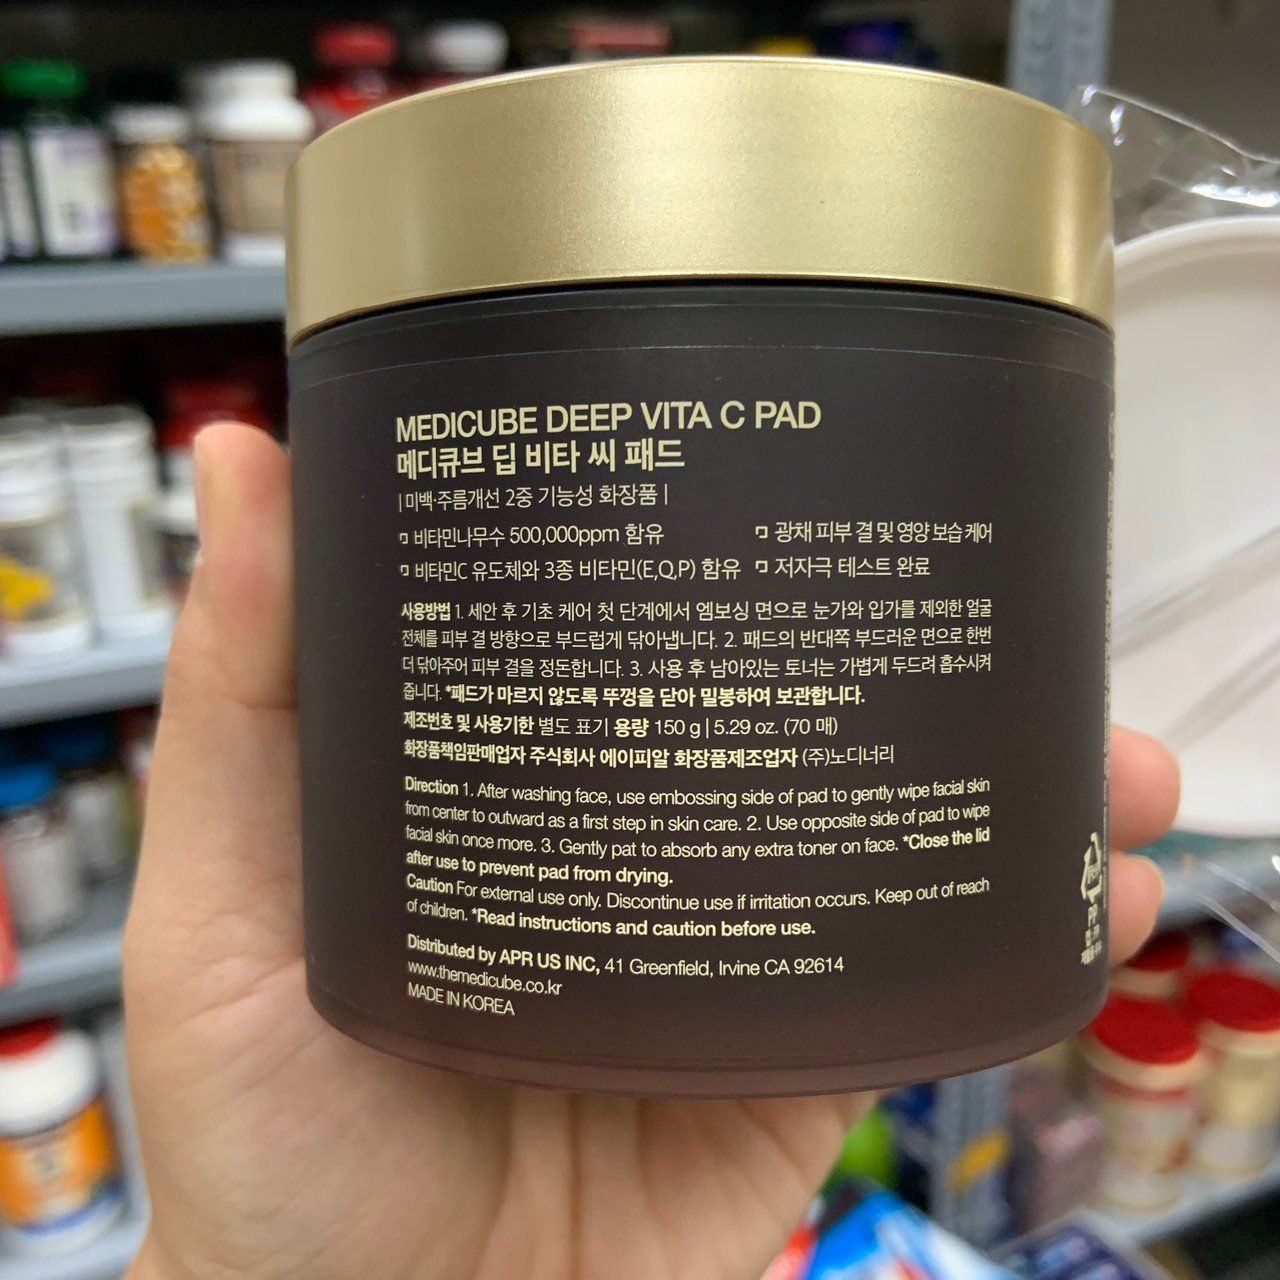 MEDICUBE DEEP VITA C PAD
메디큐브 딥 비타 씨 패드
| 미백·주름개선 2중 기능성 화장품 |
비타민나무수 500,000ppm 함유
광채 피부 결 및 영양 보습 케어
비타민C 유도체와 3종 비타민(E,Q,P) 함유
저자극 테스트 완료
사용방법 1. 세안 후 기초 케어 첫 단계에서 엠보싱 면으로 눈가와 입가를 제외한 얼굴
전체를 피부 결 방향으로 부드럽게 닦아냅니다. 2. 패드의 반대쪽 부드러운 면으로 한번
더 닦아주어 피부 결을 정돈합니다. 3. 사용 후 남아있는 토너는 가볍게 두드려 흡수시켜
줍니다. *패드가 마르지 않도록 뚜껑을 닫아 밀봉하여 보관합니다.
제조번호 및 사용기한 별도 표기 용량 150 g | 5.29 oz. (70 매)
화장품책임판매업자 주식회사 에이피알 화장품제조업자 (주)노디너리
Direction 1. After washing face, use embossing side of pad to gently wipe facial skin
from center to outward as a first step in skin care. 2. Use opposite side of pad to wipe
facial skin once more. 3. Gently pat to absorb any extra toner on face. *Close the lid
after use to prevent pad from drying.
Caution For external use only. Discontinue use if irritation occurs. Keep out of reach
of children. *Read instructions and caution before use.
Distributed by APR US INC, 41 Greenfield, Irvine CA 92614
www.themedicube.co.kr
MADE IN KOREA
PP